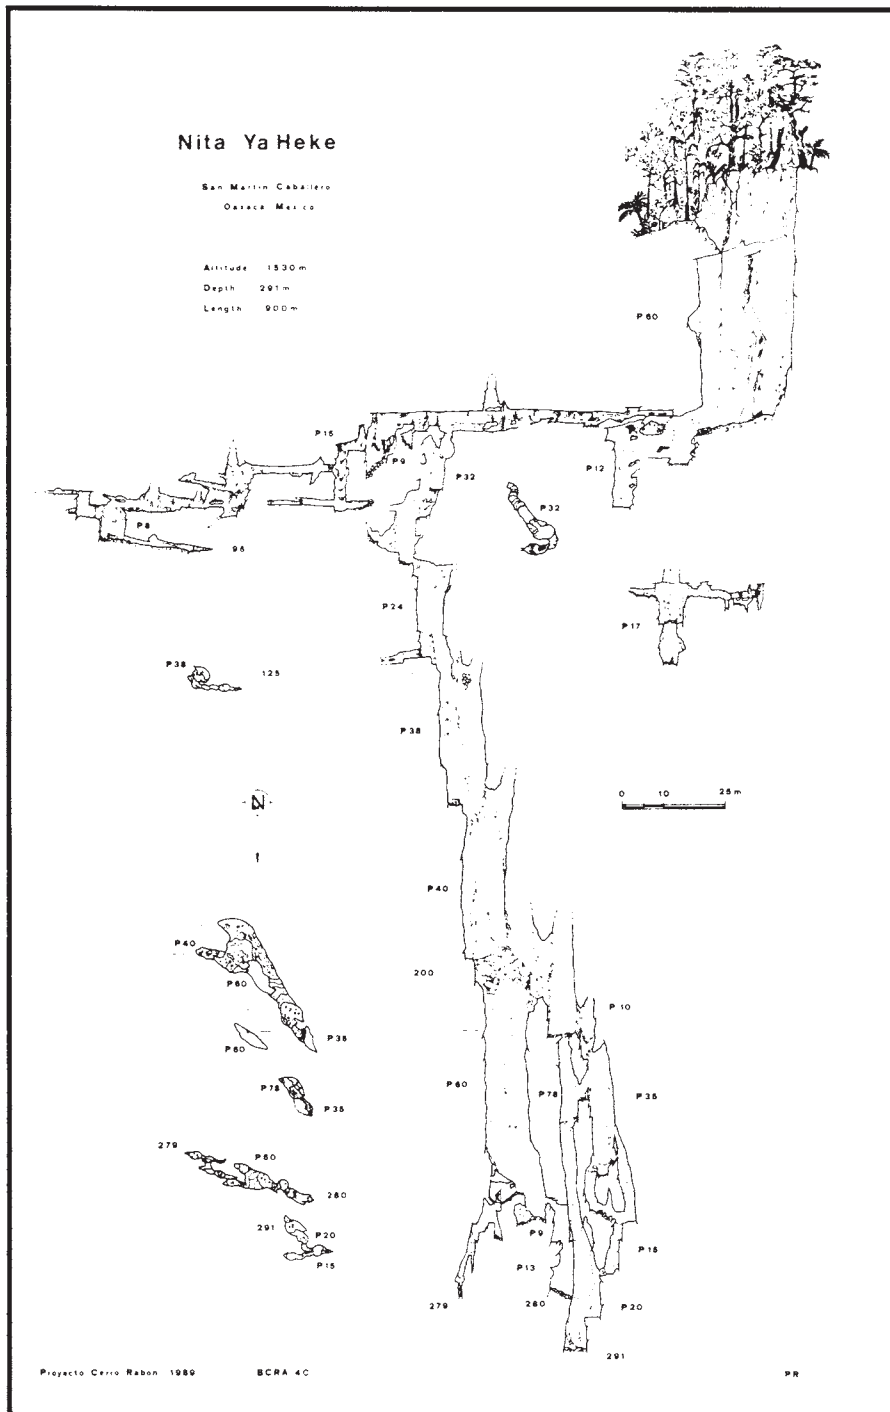 Nita Ya Heke
San Martin Caballero
Oaxaca Mexico
Altitude 1530m
Depth 291m
Length 900m
P60
P15
P9
P32
P12
P32
P8
96
P24
P17
P38
125
P38
0 10 25m
N
P40
P40
P60
200
P10
P60
P38
P78
P60
P78
P35
P35
279
P60
280
291
P20
P9
P15
P15
P13
279
280
P20
291
Proyecto Cerro Rabon 1989 BCRA 4C PR